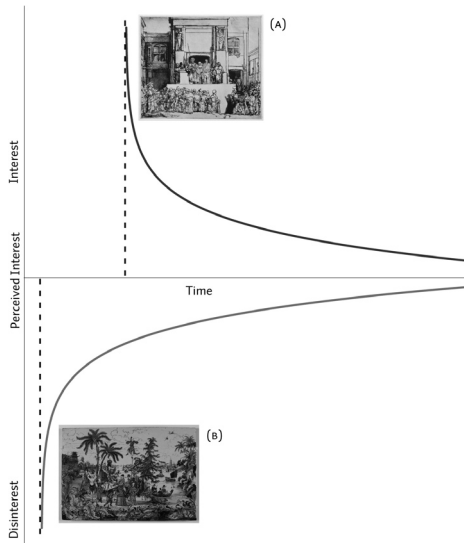 (A)
Interest
Perceived Interest
Time
(B)
Disinterest